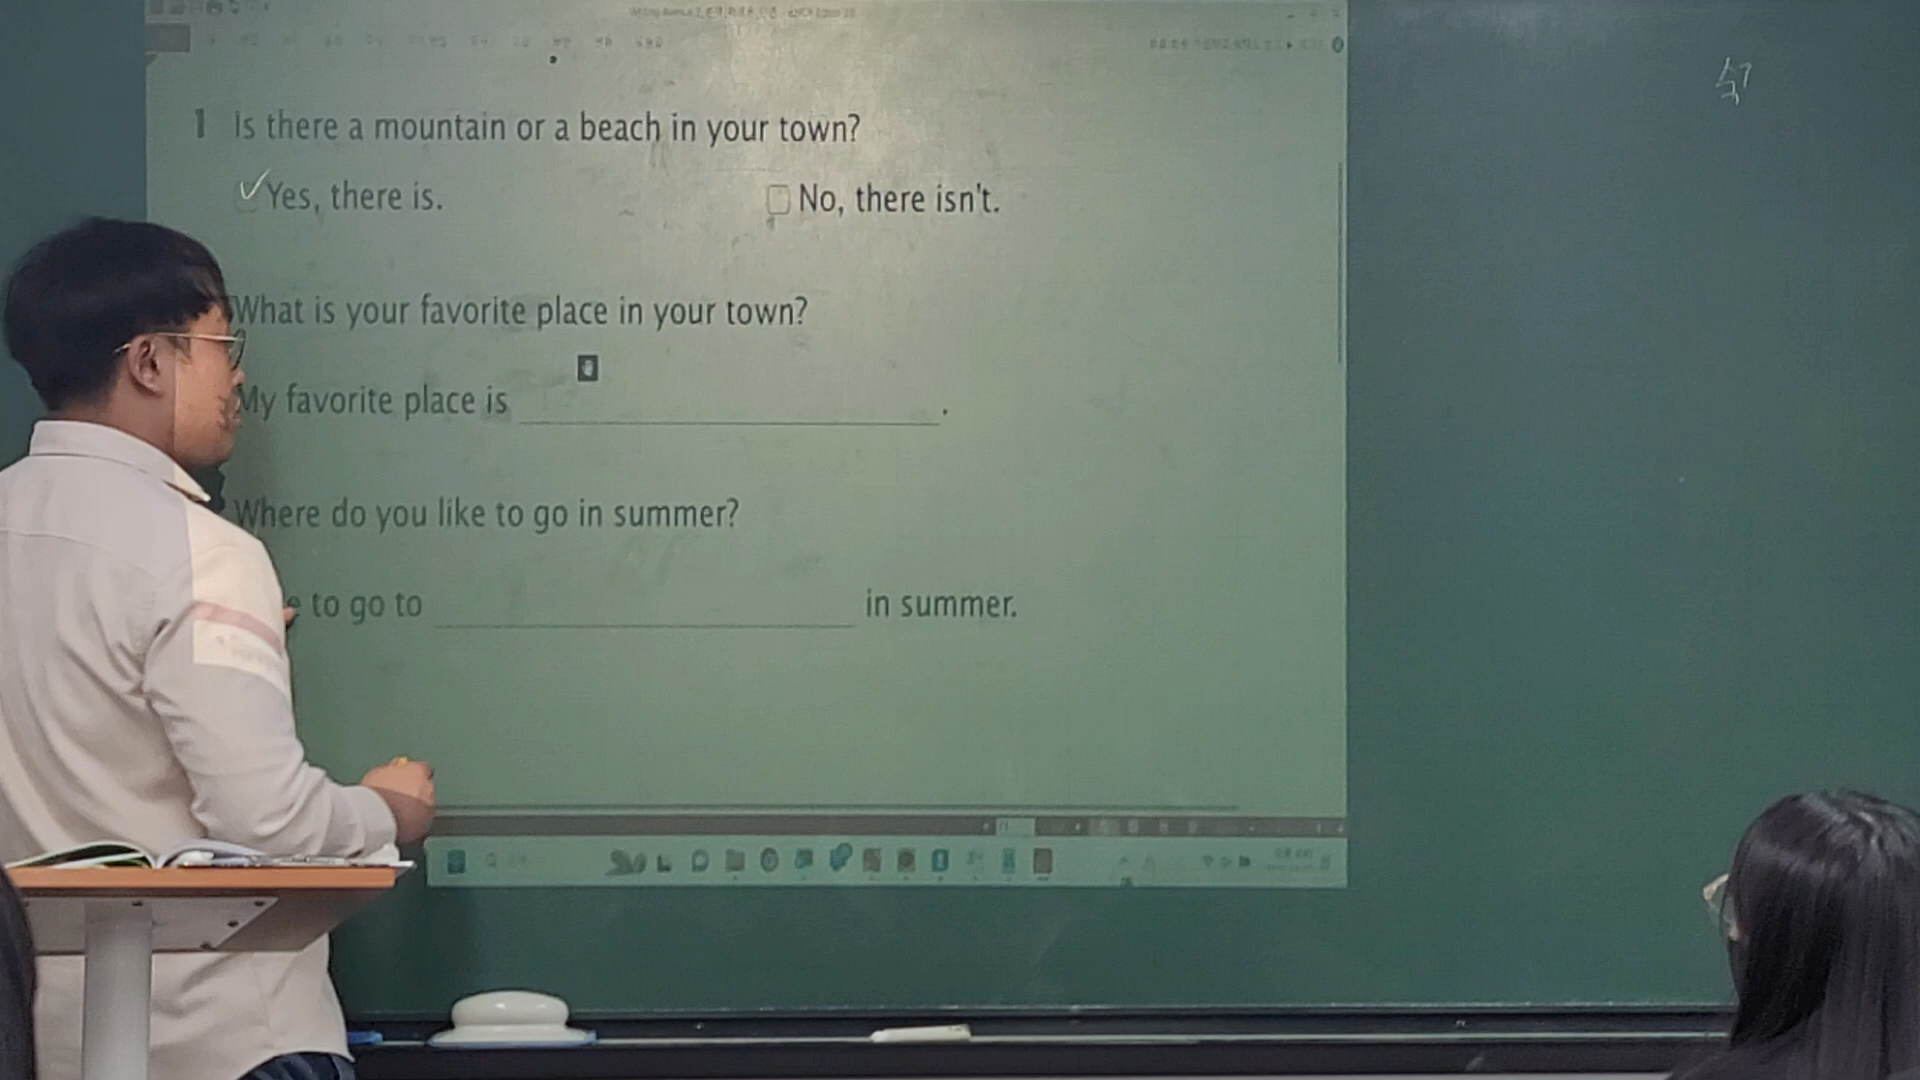 1 Is there a mountain or a beach in your town?
✓ Yes, there is. □ No, there isn't.
What is your favorite place in your town?
My favorite place is ____________________.
Where do you like to go in summer?
to go to ____________________ in summer.